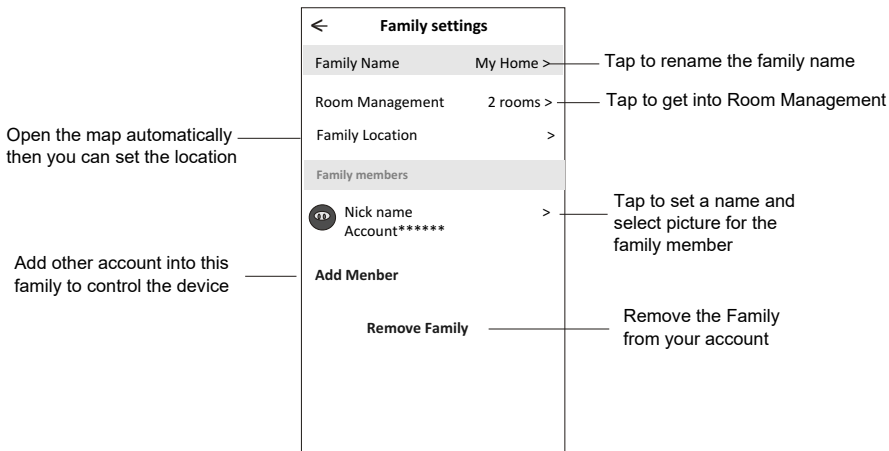 ← Family settings
Family Name My Home >
Tap to rename the family name
Room Management 2 rooms >
Tap to get into Room Management
Open the map automatically
then you can set the location
Family Location >
Family members
Nick name >
Account******
Tap to set a name and
select picture for the
family member
Add other account into this
family to control the device
Add Menber
Remove Family
Remove the Family
from your account